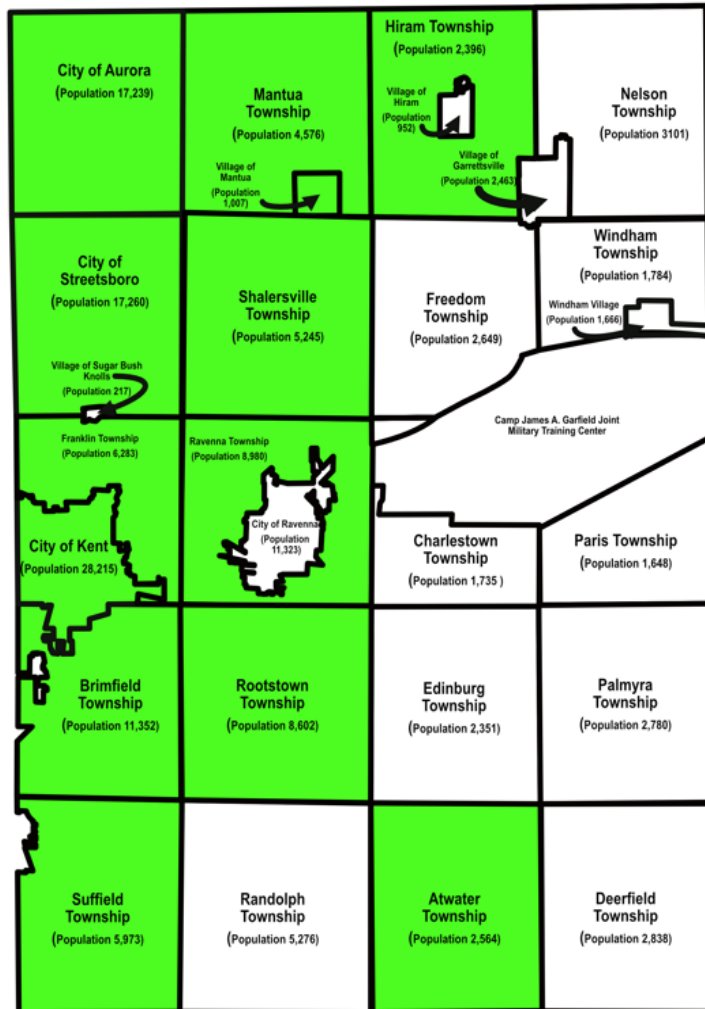 City of Aurora
(Population 17,239)
Mantua
Township
(Population 4,576)
Village of
Mantua
(Population
1,007)
Hiram Township
(Population 2,396)
Village of
Hiram
(Population
952)
Village of
Garrettsville
(Population 2,463)
Nelson
Township
(Population 3101)
City of
Streetsboro
(Population 17,260)
Village of Sugar Bush
Knolls
(Population 217)
Shalersville
Township
(Population 5,245)
Freedom
Township
(Population 2,649)
Windham
Township
(Population 1,784)
Windham Village
(Population 1,666)
Camp James A. Garfield Joint
Military Training Center
Franklin Township
(Population 6,283)
City of Kent
(Population 28,215)
Ravenna Township
(Population 8,980)
City of Ravenna
(Population
11,323)
Charlestown
Township
(Population 1,735 )
Paris Township
(Population 1,648)
Brimfield
Township
(Population 11,352)
Rootstown
Township
(Population 8,602)
Edinburg
Township
(Population 2,351)
Palmyra
Township
(Population 2,780)
Suffield
Township
(Population 5,973)
Randolph
Township
(Population 5,276)
Atwater
Township
(Population 2,564)
Deerfield
Township
(Population 2,838)